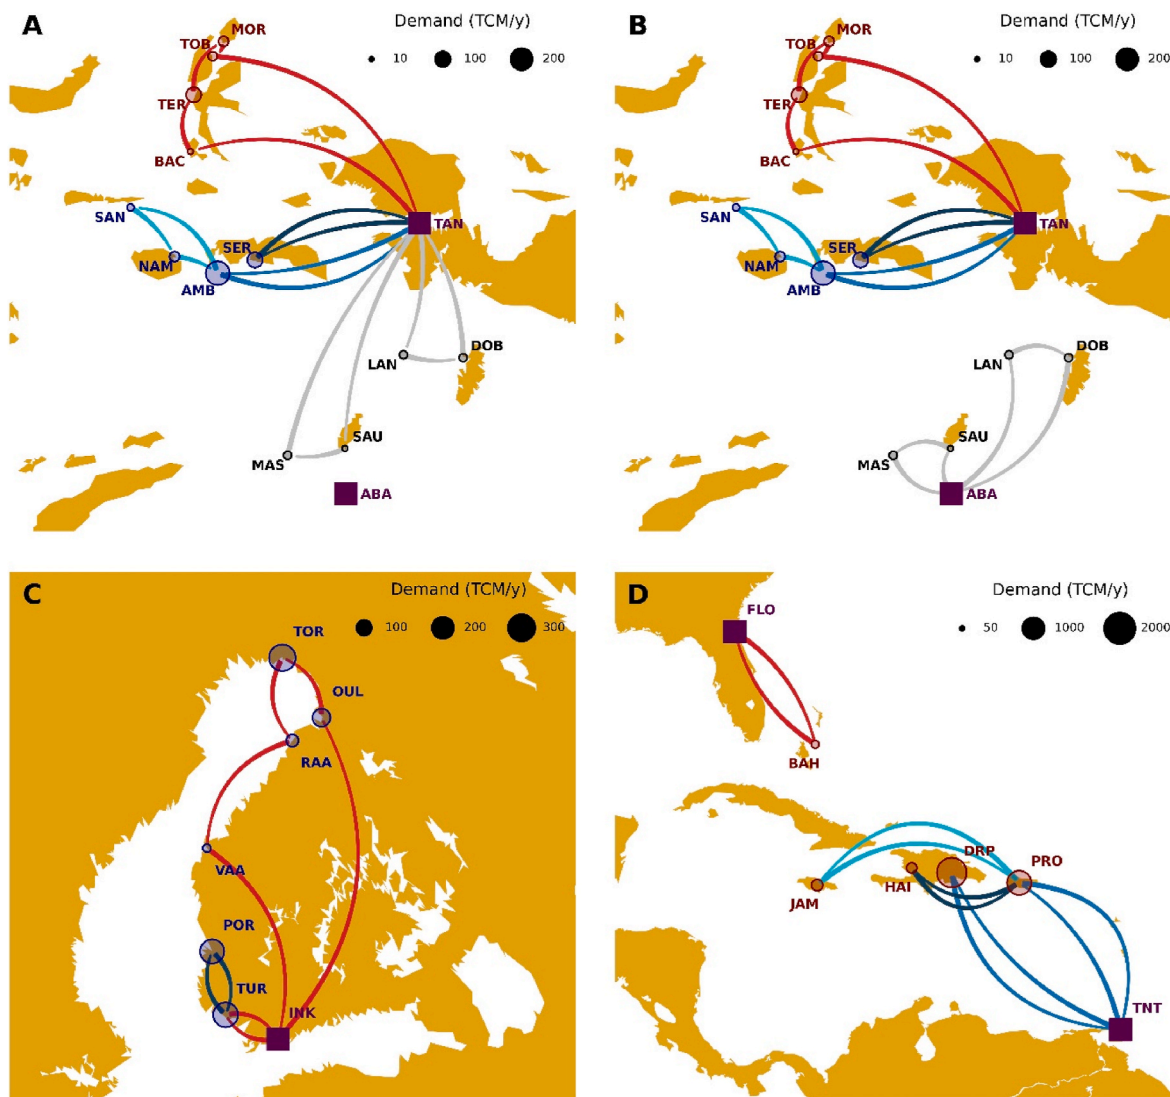 A
Demand (TCM/y)
10 100 200
MOR
TOB
TER
BAC
SAN
SER
TAN
NAM
AMB
LAN
DOB
SAU
MAS
ABA
B
Demand (TCM/y)
10 100 200
MOR
TOB
TER
BAC
SAN
SER
TAN
NAM
AMB
LAN
DOB
SAU
MAS
ABA
C
Demand (TCM/y)
100 200 300
TOR
OUL
RAA
VAA
POR
TUR
INK
D
Demand (TCM/y)
50 1000 2000
FLO
BAH
DRP
PRO
HAI
JAM
TNT